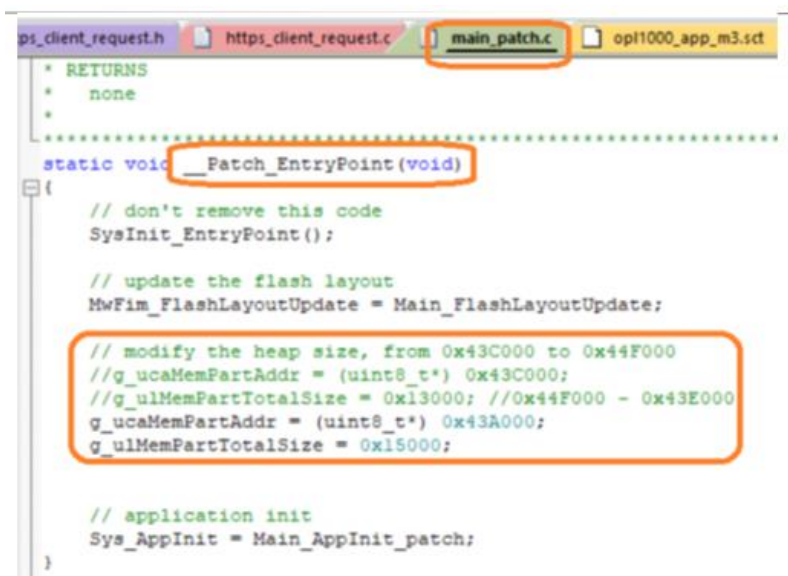 ps_client_request.h https_client_request.c main_patch.c opl1000_app_m3.sct
* RETURNS
* none
*
****************************************************************************
static void __Patch_EntryPoint(void)
{
// don't remove this code
SysInit_EntryPoint();
// update the flash layout
MwFim_FlashLayoutUpdate = Main_FlashLayoutUpdate;
// modify the heap size, from 0x43C000 to 0x44F000
//g_ucaMemPartAddr = (uint8_t*) 0x43C000;
//g_ulMemPartTotalSize = 0x13000; //0x44F000 - 0x43E000
g_ucaMemPartAddr = (uint8_t*) 0x43A000;
g_ulMemPartTotalSize = 0x15000;
// application init
Sys_AppInit = Main_AppInit_patch;
}